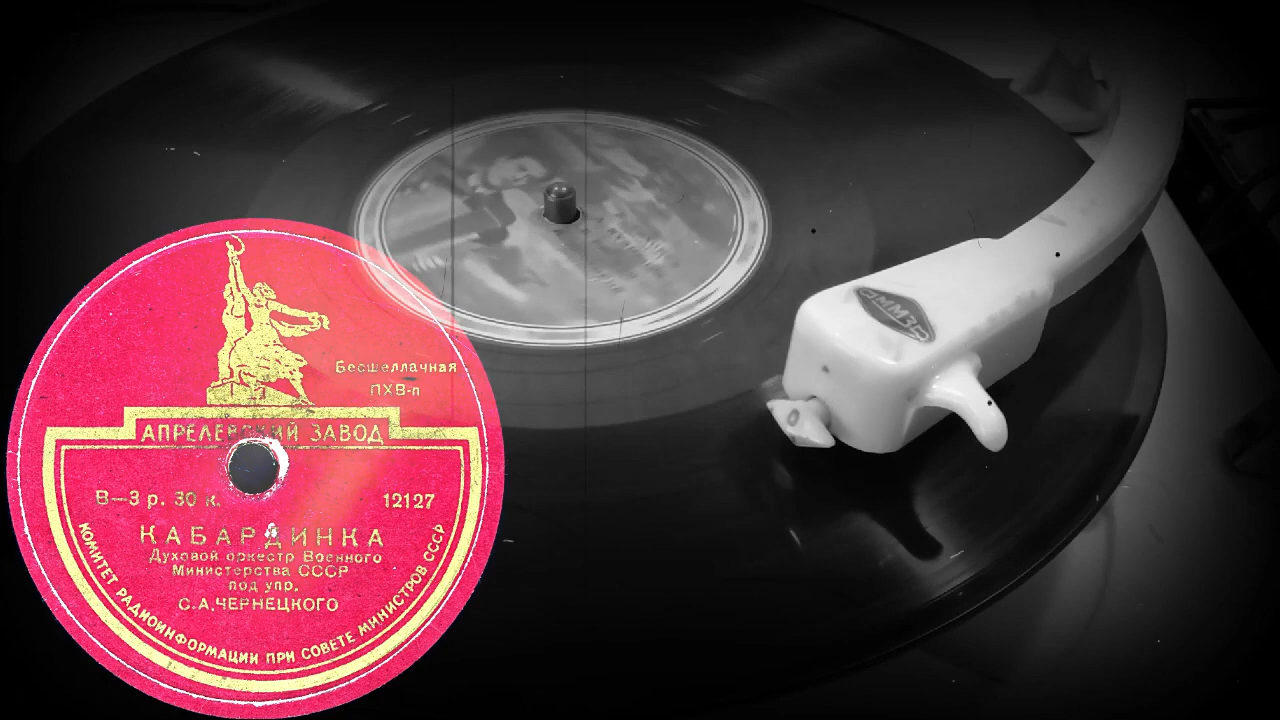 Бесшеллачная
ПХВ-п
АПРЕЛЕВСКИЙ ЗАВОД
В—3 р. 30 к.
12127
КАБАРДИНКА
Духовой оркестр Военного
Министерства СССР
под упр.
С.А.ЧЕРНЕЦКОГО
КОМИТЕТ РАДИОИНФОРМАЦИИ ПРИ СОВЕТЕ МИНИСТРОВ СССР
ММЗ